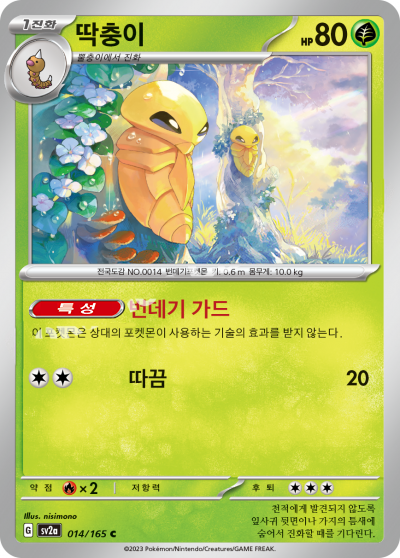 1진화 딱충이 HP 80
뿔충이에서 진화
전국도감 NO.0014 번데기포켓몬 키: 0.6 m 몸무게: 10.0 kg
특성 번데기 가드
이 포켓몬은 상대의 포켓몬이 사용하는 기술의 효과를 받지 않는다.
따끔 20
약점 ×2 저항력 후퇴
Illus. nisimono
G sv2a 014/165 C
천적에게 발견되지 않도록
잎사귀 뒷면이나 가지의 틈새에
숨어서 진화할 때를 기다린다.
©2023 Pokémon/Nintendo/Creatures/GAME FREAK.